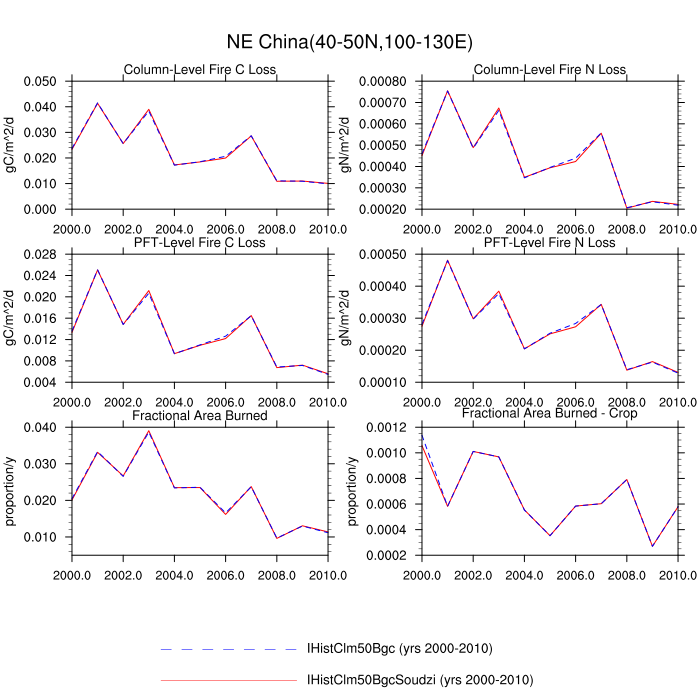 NE China(40-50N,100-130E)
Column-Level Fire C Loss
gC/m^2/d
0.050
0.040
0.030
0.020
0.010
0.000
2000.0 2002.0 2004.0 2006.0 2008.0 2010.0
Column-Level Fire N Loss
gN/m^2/d
0.00080
0.00070
0.00060
0.00050
0.00040
0.00030
0.00020
2000.0 2002.0 2004.0 2006.0 2008.0 2010.0
PFT-Level Fire C Loss
gC/m^2/d
0.028
0.024
0.020
0.016
0.012
0.008
0.004
2000.0 2002.0 2004.0 2006.0 2008.0 2010.0
PFT-Level Fire N Loss
gN/m^2/d
0.00050
0.00040
0.00030
0.00020
0.00010
2000.0 2002.0 2004.0 2006.0 2008.0 2010.0
Fractional Area Burned
proportion/y
0.040
0.030
0.020
0.010
2000.0 2002.0 2004.0 2006.0 2008.0 2010.0
Fractional Area Burned - Crop
proportion/y
0.0012
0.0010
0.0008
0.0006
0.0004
0.0002
2000.0 2002.0 2004.0 2006.0 2008.0 2010.0
IHistClm50Bgc (yrs 2000-2010)
IHistClm50BgcSoudzi (yrs 2000-2010)